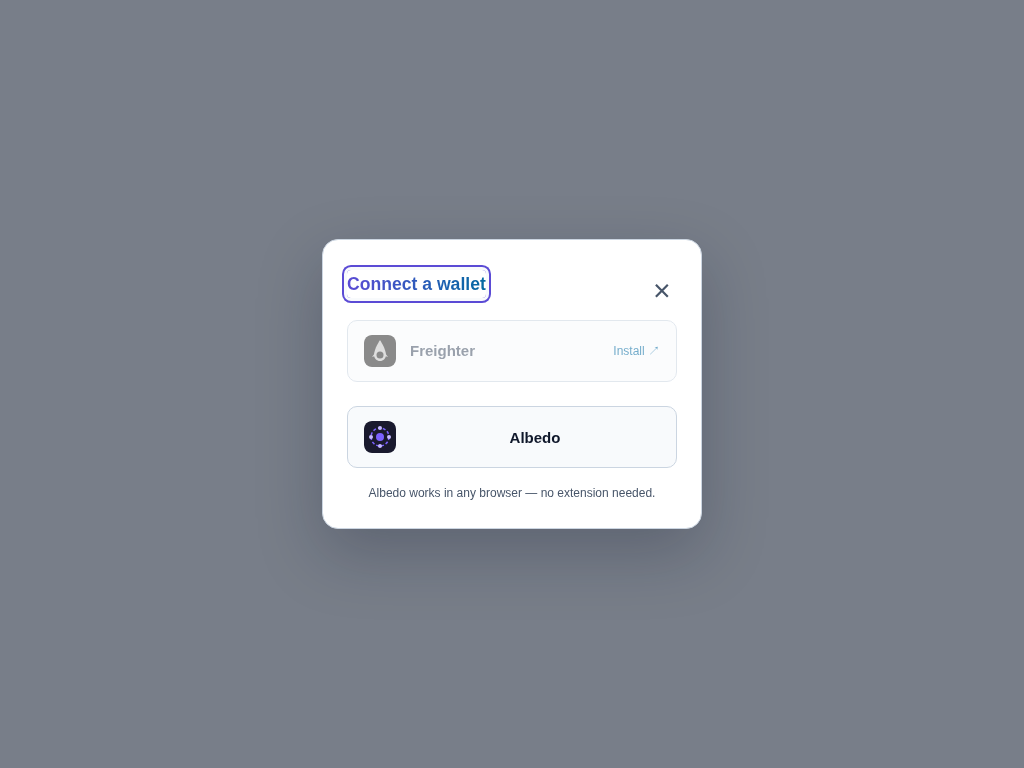 Connect a wallet
Freighter
Install ↗
Albedo
Albedo works in any browser — no extension needed.